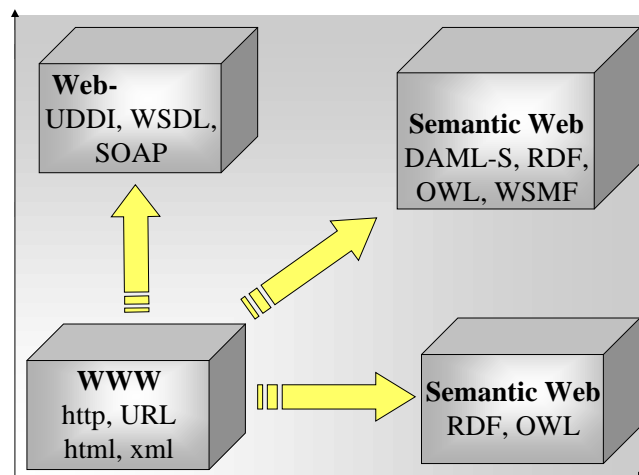 Web-
UDDI, WSDL,
SOAP
Semantic Web
DAML-S, RDF,
OWL, WSMF
WWW
http, URL
html, xml
Semantic Web
RDF, OWL